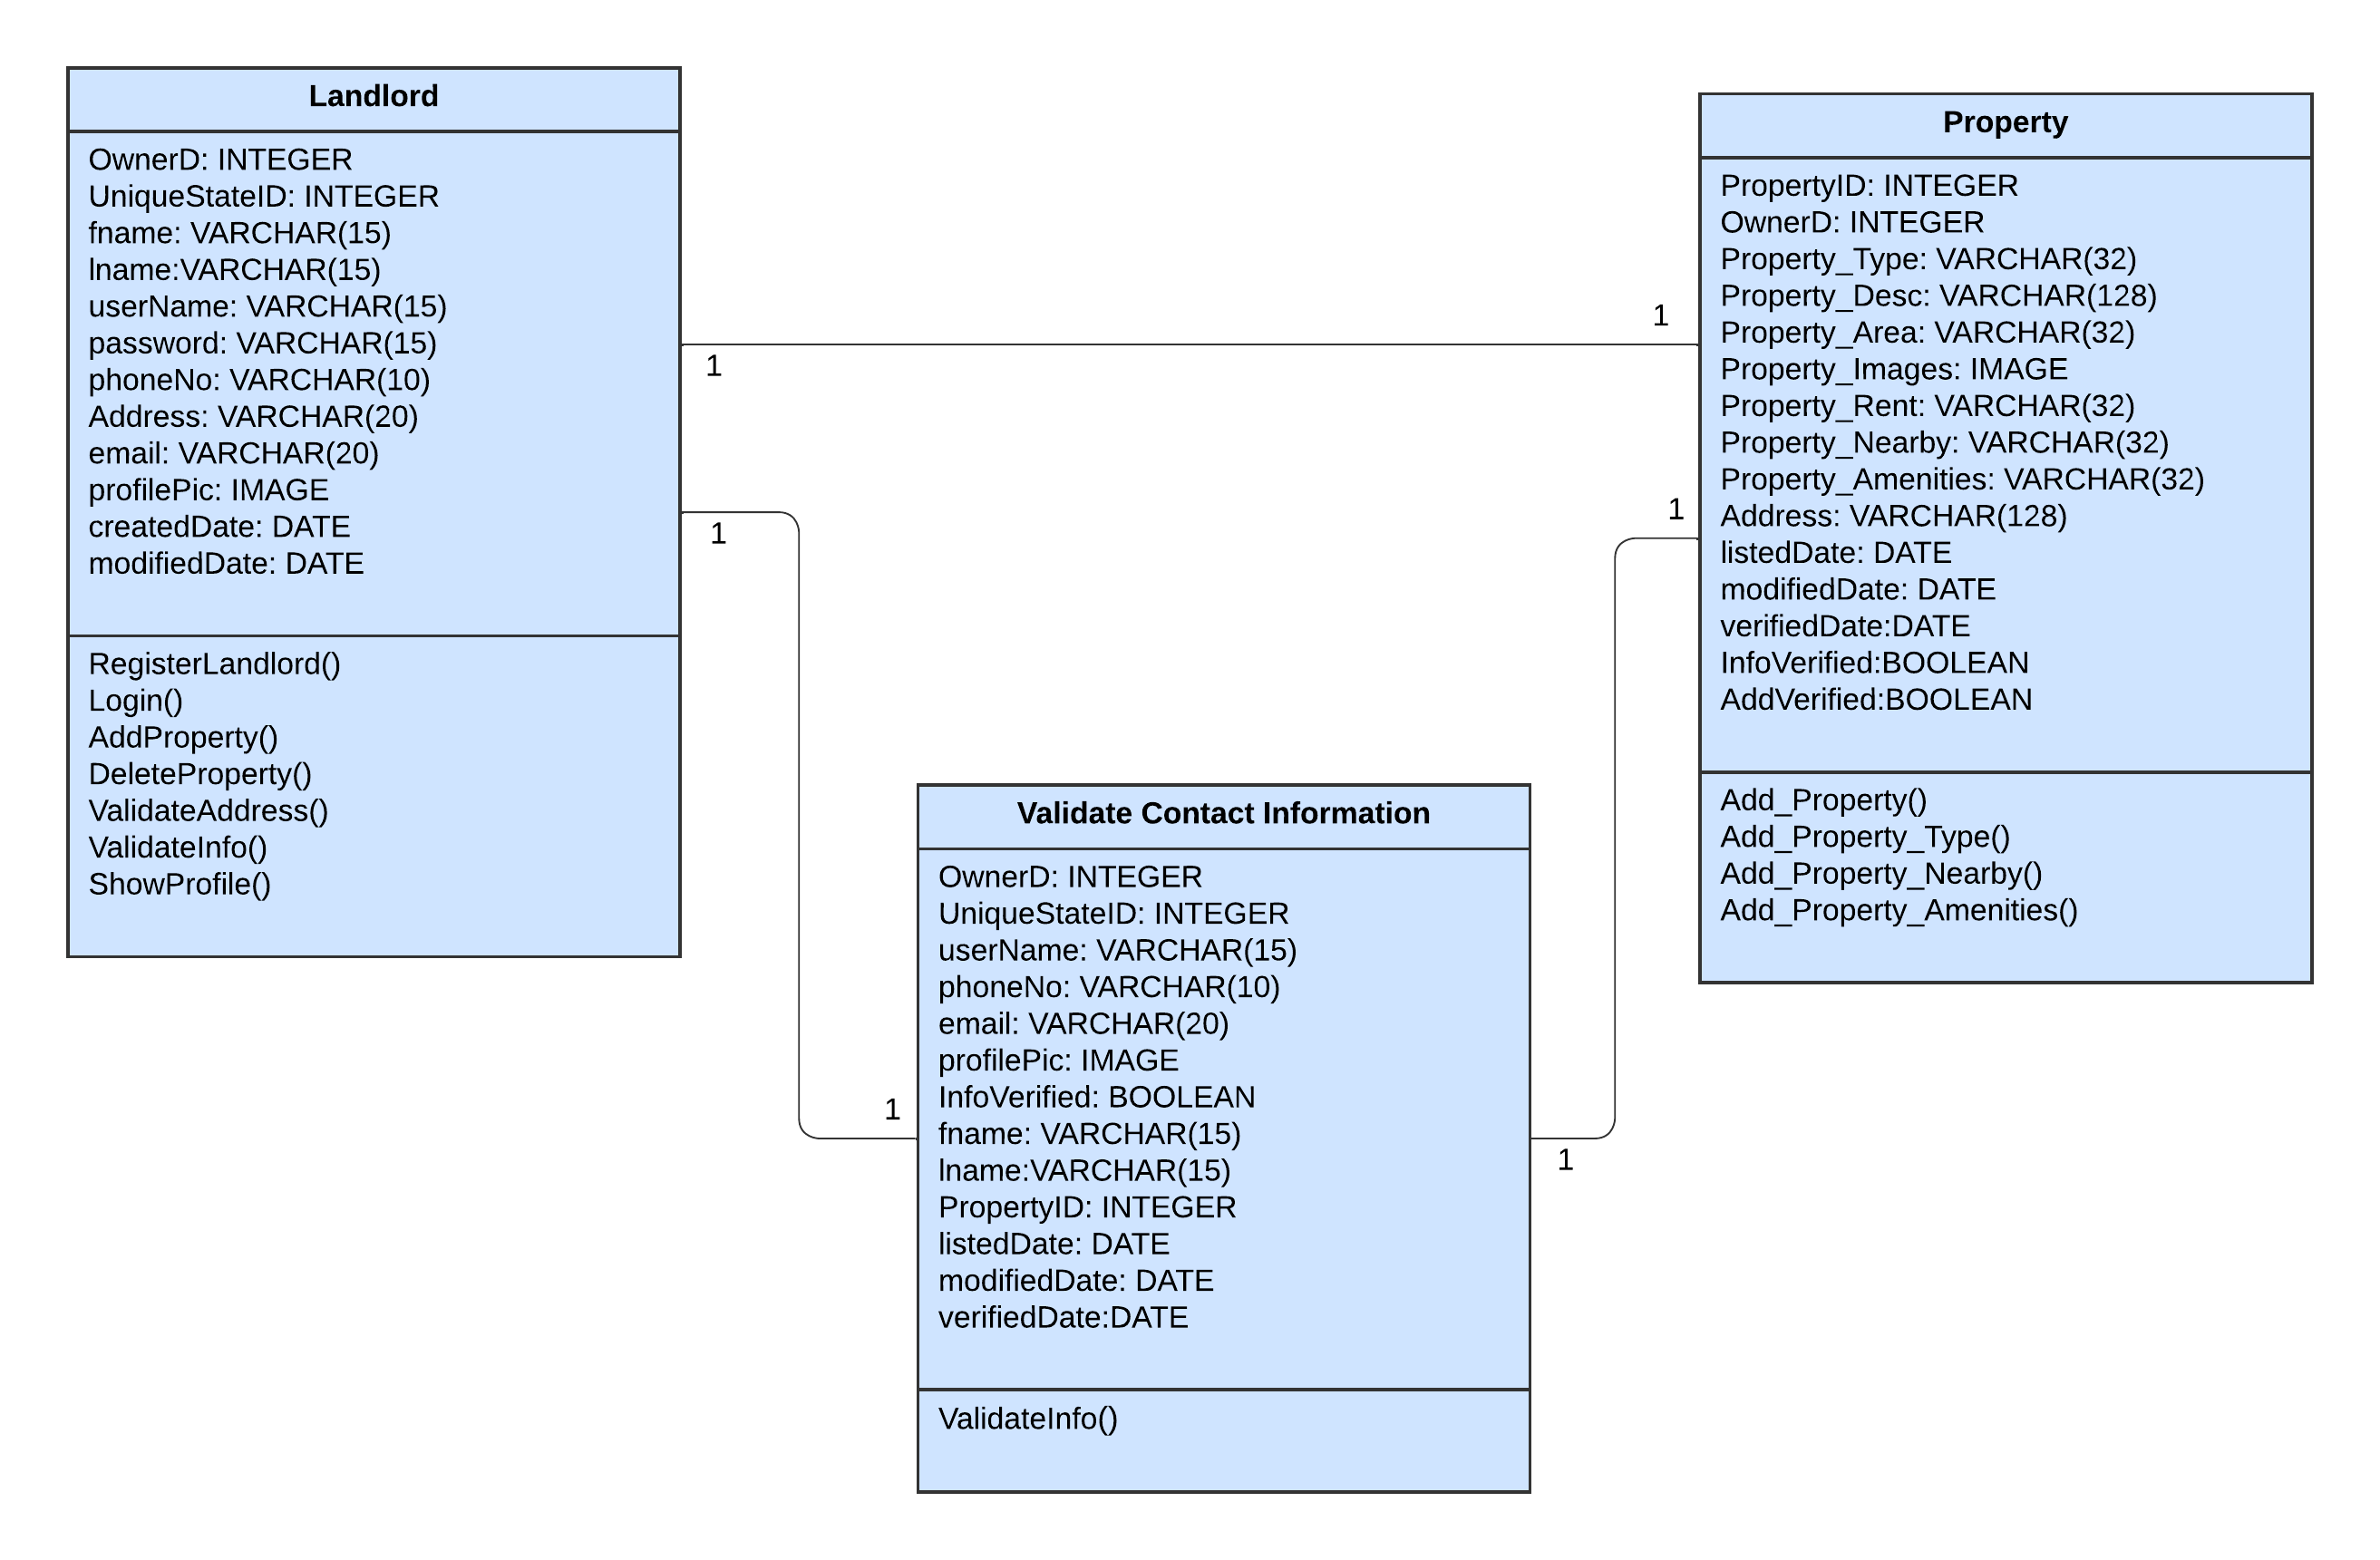 Landlord
OwnerD: INTEGER
UniqueStateID: INTEGER
fname: VARCHAR(15)
lname:VARCHAR(15)
userName: VARCHAR(15)
password: VARCHAR(15)
phoneNo: VARCHAR(10)
Address: VARCHAR(20)
email: VARCHAR(20)
profilePic: IMAGE
createdDate: DATE
modifiedDate: DATE
RegisterLandlord()
Login()
AddProperty()
DeleteProperty()
ValidateAddress()
ValidateInfo()
ShowProfile()
1
1
1
1
Property
PropertyID: INTEGER
OwnerD: INTEGER
Property_Type: VARCHAR(32)
Property_Desc: VARCHAR(128)
Property_Area: VARCHAR(32)
Property_Images: IMAGE
Property_Rent: VARCHAR(32)
Property_Nearby: VARCHAR(32)
Property_Amenities: VARCHAR(32)
Address: VARCHAR(128)
listedDate: DATE
modifiedDate: DATE
verifiedDate:DATE
InfoVerified:BOOLEAN
AddVerified:BOOLEAN
Add_Property()
Add_Property_Type()
Add_Property_Nearby()
Add_Property_Amenities()
Validate Contact Information
OwnerD: INTEGER
UniqueStateID: INTEGER
userName: VARCHAR(15)
phoneNo: VARCHAR(10)
email: VARCHAR(20)
profilePic: IMAGE
InfoVerified: BOOLEAN
fname: VARCHAR(15)
lname:VARCHAR(15)
PropertyID: INTEGER
listedDate: DATE
modifiedDate: DATE
verifiedDate:DATE
ValidateInfo()
1
1